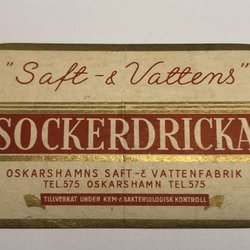 "Saft-& Vattens"
SOCKERDRICKA
OSKARSHAMNS SAFT-& VATTENFABRIK
TEL.575 OSKARSHAMN TEL.575
TILLVERKAT UNDER KEM-& BAKTERIOLOGISK KONTROLL